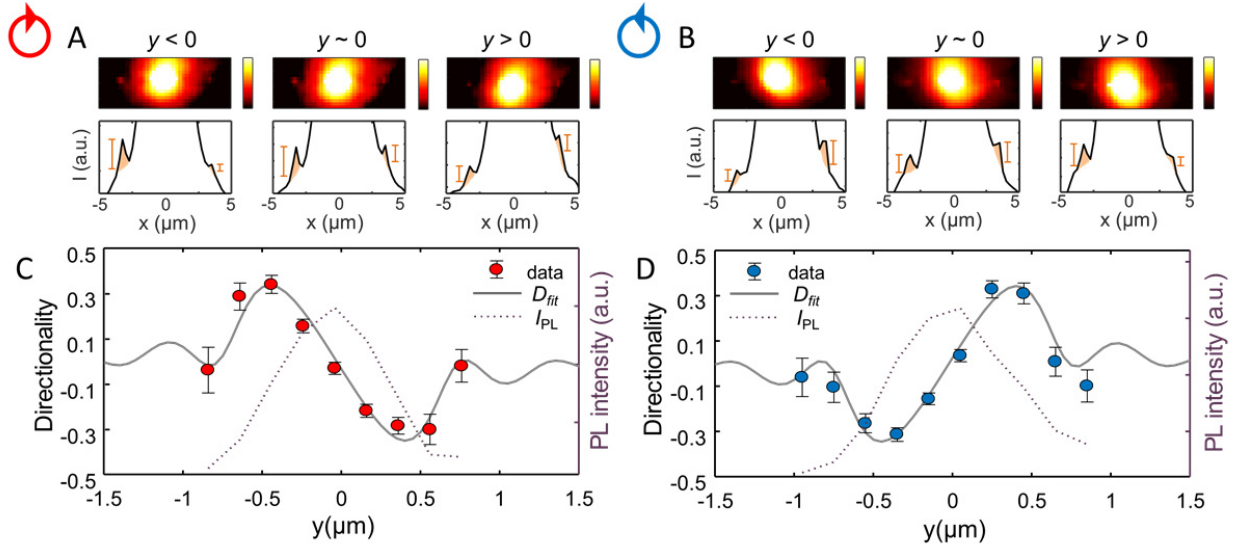 A
y < 0
y ~ 0
y > 0
B
y < 0
y ~ 0
y > 0
I (a.u.)
-5 0 5
-5 0 5
-5 0 5
x (μm)
x (μm)
x (μm)
I (a.u.)
-5 0 5
-5 0 5
-5 0 5
x (μm)
x (μm)
x (μm)
C
Directionality
0.5
0.3
0.1
-0.1
-0.3
-0.5
data
D_fit
I_PL
PL intensity (a.u.)
-1.5 -1 -0.5 0 0.5 1 1.5
y(μm)
D
Directionality
0.5
0.3
0.1
-0.1
-0.3
-0.5
data
D_fit
I_PL
PL intensity (a.u.)
-1.5 -1 -0.5 0 0.5 1 1.5
y(μm)